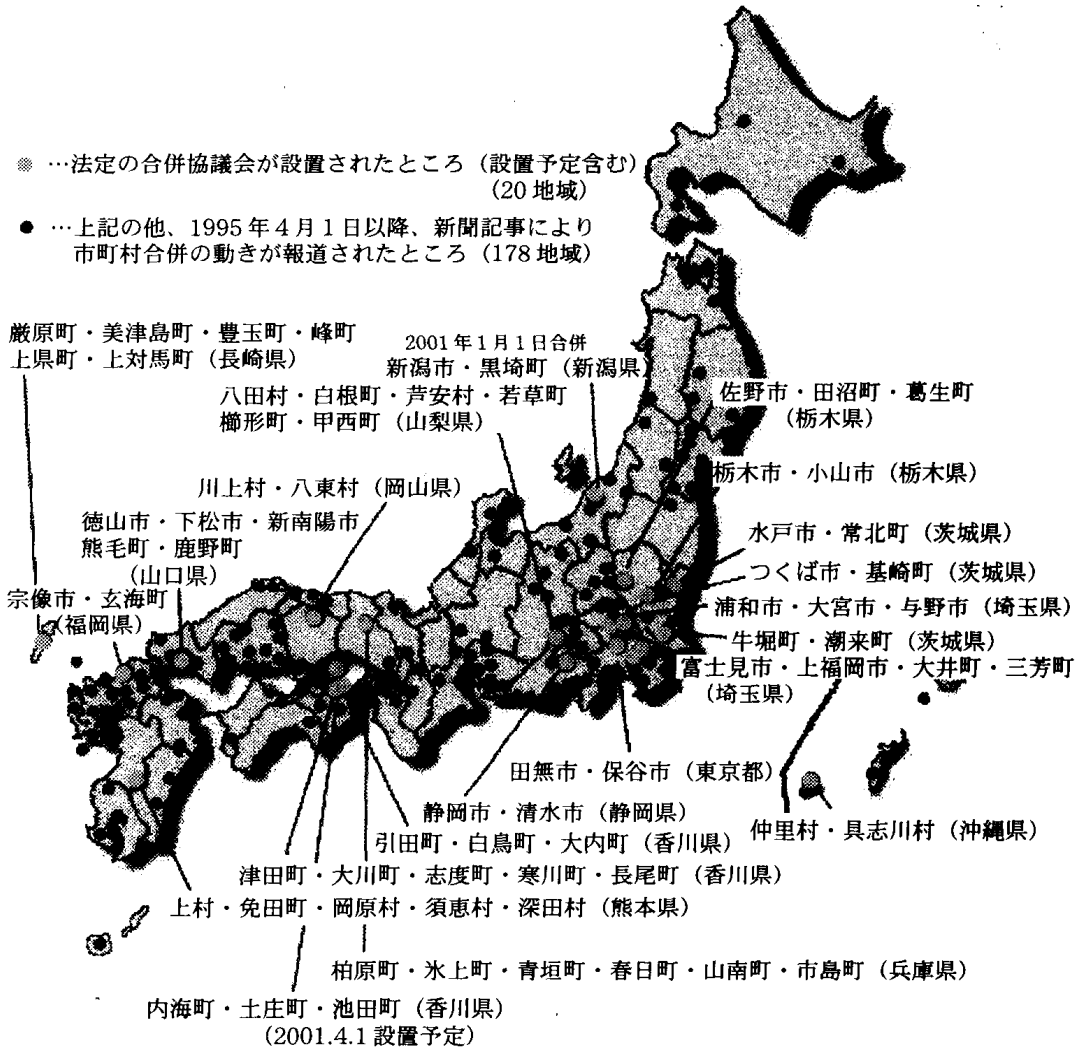 …法定の合併協議会が設置されたところ（設置予定含む）
（20地域）
…上記の他、1995年4月1日以降、新聞記事により
市町村合併の動きが報道されたところ（178地域）
厳原町・美津島町・豊玉町・峰町
上県町・上対馬町（長崎県）
2001年1月1日合併
新潟市・黒埼町（新潟県）
八田村・白根町・芦安村・若草町
櫛形町・甲西町（山梨県）
佐野市・田沼町・葛生町
（栃木県）
栃木市・小山市（栃木県）
川上村・八束村（岡山県）
徳山市・下松市・新南陽市
熊毛町・鹿野町
（山口県）
水戸市・常北町（茨城県）
つくば市・基崎町（茨城県）
宗像市・玄海町
（福岡県）
浦和市・大宮市・与野市（埼玉県）
牛堀町・潮来町（茨城県）
富士見市・上福岡市・大井町・三芳町
（埼玉県）
田無市・保谷市（東京都）
静岡市・清水市（静岡県）
仲里村・具志川村（沖縄県）
引田町・白鳥町・大内町（香川県）
津田町・大川町・志度町・寒川町・長尾町（香川県）
上村・免田町・岡原村・須恵村・深田村（熊本県）
柏原町・氷上町・青垣町・春日町・山南町・市島町（兵庫県）
内海町・土庄町・池田町（香川県）
（2001.4.1設置予定）